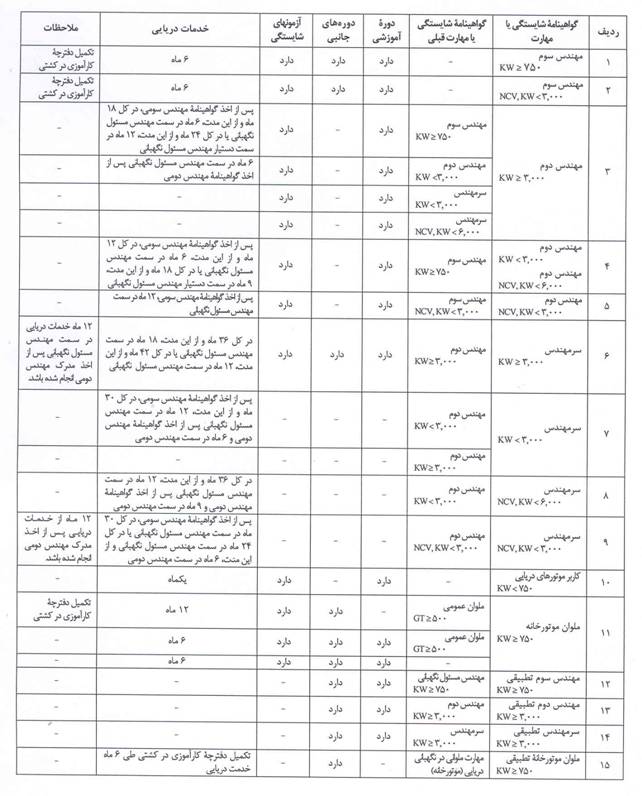 ردیف | گواهینامهٔ شایستگی یا مهارت | گواهینامهٔ شایستگی یا مهارت قبلی | دورهٔ آموزشی | دوره‌های جانبی | آزمونهای شایستگی | خدمات دریایی | ملاحظات
۱ | مهندس سوم KW ≥ ۷۵۰ | - | دارد | دارد | دارد | ۶ ماه | تکمیل دفترچهٔ کارآموزی در کشتی
۲ | مهندس سوم NCV, KW < ۳,۰۰۰ | - | دارد | دارد | دارد | ۶ ماه | تکمیل دفترچهٔ کارآموزی در کشتی
۳ | مهندس دوم KW ≥ ۳,۰۰۰ | مهندس سوم KW ≥ ۷۵۰ | دارد | - | دارد | پس از اخذ گواهینامهٔ مهندس سومی، در کل ۱۸ ماه و از این مدت، ۶ ماه در سمت مهندس مسئول نگهبانی یا در کل ۲۴ ماه و از این مدت، ۱۲ ماه در سمت دستیار مهندس مسئول نگهبانی | -
مهندس دوم KW < ۳,۰۰۰ | دارد | - | دارد | ۶ ماه در سمت مهندس مسئول نگهبانی پس از اخذ گواهینامهٔ مهندس دومی | -
سرمهندس KW < ۳,۰۰۰ | دارد | - | دارد | - | -
سرمهندس NCV, KW < ۶,۰۰۰ | دارد | - | دارد | - | -
۴ | مهندس دوم KW < ۳,۰۰۰ مهندس دوم NCV, KW < ۶,۰۰۰ | مهندس سوم KW ≥ ۷۵۰ | دارد | - | دارد | پس از اخذ گواهینامهٔ مهندس سومی، در کل ۱۲ ماه و از این مدت، ۶ ماه در سمت مهندس مسئول نگهبانی یا در کل ۱۸ ماه و از این مدت، ۹ ماه در سمت دستیار مهندس مسئول نگهبانی | -
۵ | مهندس دوم NCV, KW < ۳,۰۰۰ | مهندس سوم NCV, KW < ۳,۰۰۰ | دارد | - | دارد | پس از اخذ گواهینامهٔ مهندس سومی، ۱۲ ماه در سمت مهندس مسئول نگهبانی | -
۶ | سرمهندس KW ≥ ۳,۰۰۰ | مهندس دوم KW ≥ ۳,۰۰۰ | دارد | دارد | دارد | در کل ۳۶ ماه و از این مدت، ۱۸ ماه در سمت مهندس مسئول نگهبانی یا در کل ۴۲ ماه و از این مدت، ۱۲ ماه در سمت مهندس مسئول نگهبانی | ۱۲ ماه خدمات دریایی در سمت مهندس مسئول نگهبانی پس از اخذ مدرک مهندس دومی انجام شده باشد.
۷ | سرمهندس KW < ۳,۰۰۰ | مهندس دوم KW < ۳,۰۰۰ | - | - | - | پس از اخذ گواهینامهٔ مهندس سومی، در کل ۳۰ ماه و از این مدت، ۱۲ ماه در سمت مهندس مسئول نگهبانی پس از اخذ گواهینامهٔ مهندس دومی و ۶ ماه در سمت مهندس دومی | -
مهندس دوم KW ≥ ۳,۰۰۰ | - | - | - | - | -
۸ | سرمهندس NCV, KW < ۶,۰۰۰ | مهندس دوم KW < ۳,۰۰۰ | - | - | - | در کل ۳۶ ماه و از این مدت، ۱۲ ماه در سمت مهندس مسئول نگهبانی پس از اخذ گواهینامهٔ مهندس دومی و ۹ ماه در سمت مهندس دومی | -
۹ | سرمهندس NCV, KW < ۳,۰۰۰ | مهندس دوم NCV, KW < ۳,۰۰۰ | - | - | - | پس از اخذ گواهینامهٔ مهندس سومی، در کل ۳۰ ماه در سمت مهندس مسئول نگهبانی یا در کل ۲۴ ماه در سمت مهندس مسئول نگهبانی و از این مدت، ۶ ماه در سمت مهندس دومی | ۱۲ ماه از خدمات دریایی پس از اخذ مدرک مهندس دومی انجام شده باشد.
۱۰ | کاربر موتورهای دریایی KW < ۷۵۰ | - | دارد | - | دارد | یکماه | -
۱۱ | ملوان موتورخانه KW ≥ ۷۵۰ | ملوان عمومی GT ≥ ۵۰۰ | - | دارد | - | ۱۲ ماه | تکمیل دفترچهٔ کارآموزی در کشتی
ملوان عمومی GT ≥ ۵۰۰ | دارد | دارد | دارد | ۶ ماه | -
- | دارد | دارد | دارد | ۶ ماه | -
۱۲ | مهندس سوم تطبیقی KW ≥ ۷۵۰ | مهندس مسئول نگهبانی KW ≥ ۷۵۰ | دارد | دارد | - | - | -
۱۳ | مهندس دوم تطبیقی KW ≥ ۳,۰۰۰ | مهندس دوم KW ≥ ۳,۰۰۰ | دارد | دارد | - | - | -
۱۴ | سرمهندس تطبیقی KW ≥ ۳,۰۰۰ | سرمهندس KW ≥ ۳,۰۰۰ | دارد | دارد | - | - | -
۱۵ | ملوان موتورخانهٔ تطبیقی KW ≥ ۷۵۰ | مهارت ملوانی در نگهبانی دریایی (موتورخانه) | - | دارد | - | تکمیل دفترچهٔ کارآموزی در کشتی طی ۶ ماه خدمت دریایی | -